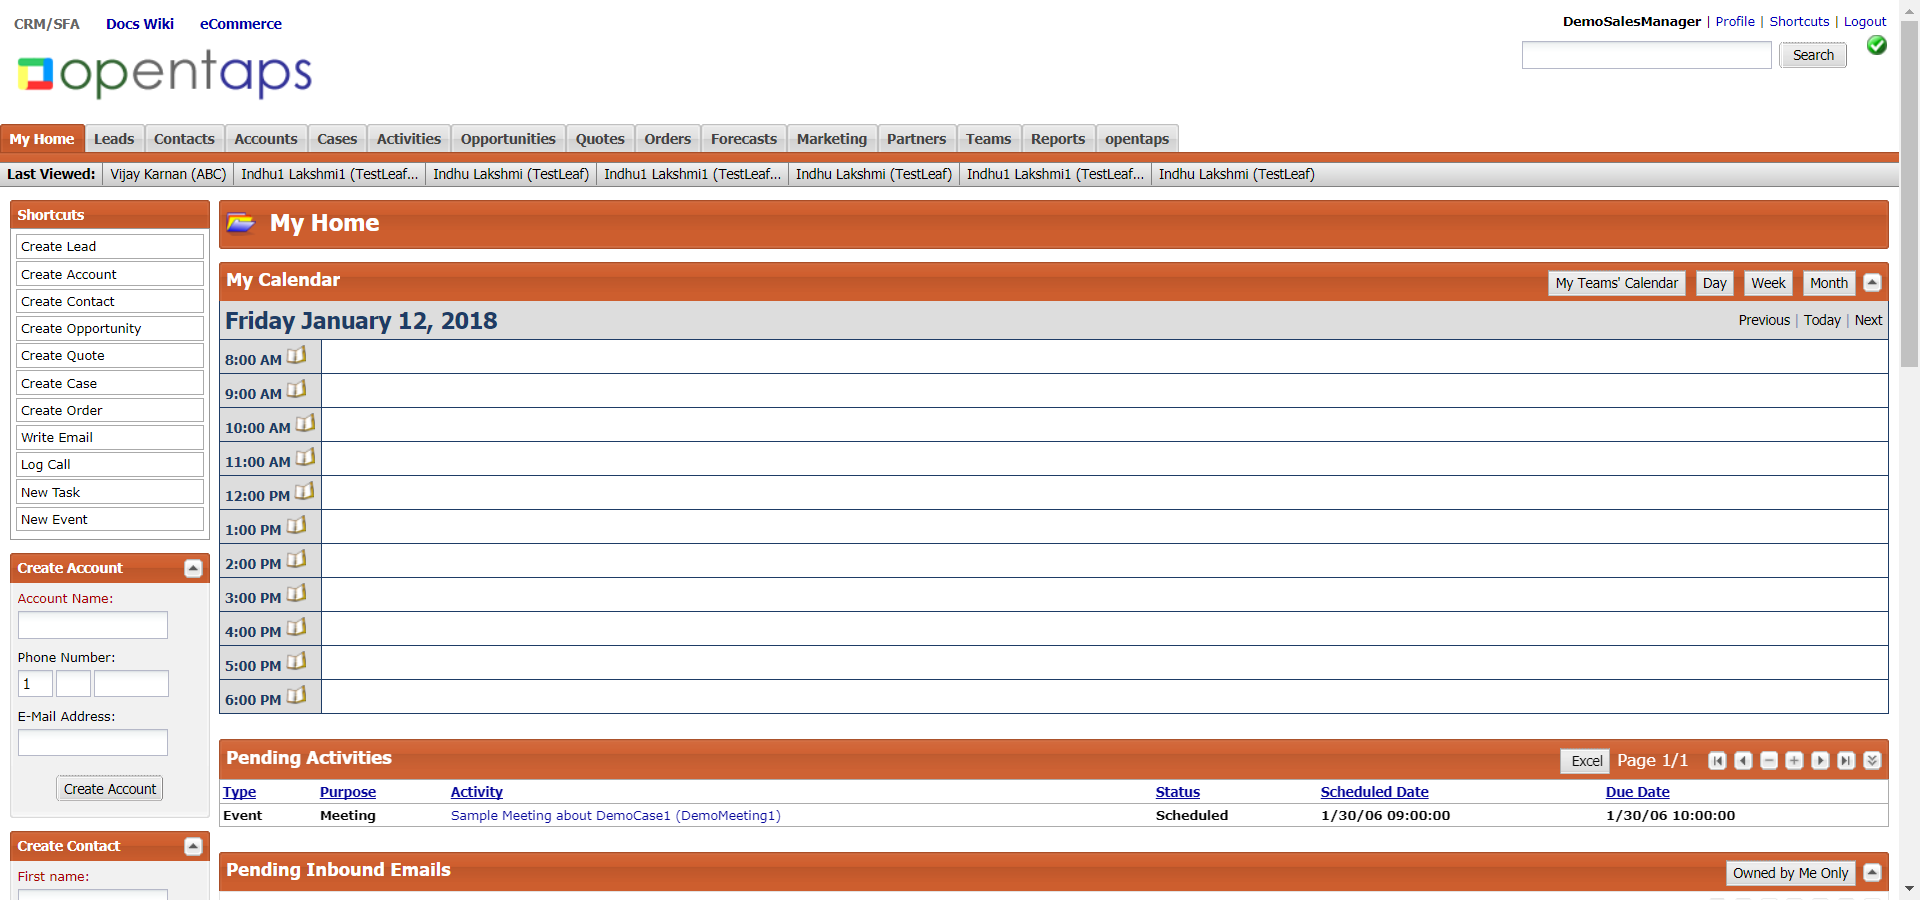 CRM/SFA Docs Wiki eCommerce
DemoSalesManager | Profile | Shortcuts | Logout
opentaps
Search
My Home Leads Contacts Accounts Cases Activities Opportunities Quotes Orders Forecasts Marketing Partners Teams Reports opentaps
Last Viewed: Vijay Karnan (ABC) Indhu1 Lakshmi1 (TestLeaf... Indhu Lakshmi (TestLeaf) Indhu1 Lakshmi1 (TestLeaf... Indhu Lakshmi (TestLeaf) Indhu1 Lakshmi1 (TestLeaf... Indhu Lakshmi (TestLeaf)
Shortcuts
Create Lead
Create Account
Create Contact
Create Opportunity
Create Quote
Create Case
Create Order
Write Email
Log Call
New Task
New Event
Create Account
Account Name:
Phone Number:
1
E-Mail Address:
Create Account
Create Contact
First name:
My Home
My Calendar
My Teams' Calendar Day Week Month
Friday January 12, 2018
Previous | Today | Next
8:00 AM
9:00 AM
10:00 AM
11:00 AM
12:00 PM
1:00 PM
2:00 PM
3:00 PM
4:00 PM
5:00 PM
6:00 PM
Pending Activities
Excel Page 1/1
Type Purpose Activity Status Scheduled Date Due Date
Event Meeting Sample Meeting about DemoCase1 (DemoMeeting1) Scheduled 1/30/06 09:00:00 1/30/06 10:00:00
Pending Inbound Emails
Owned by Me Only